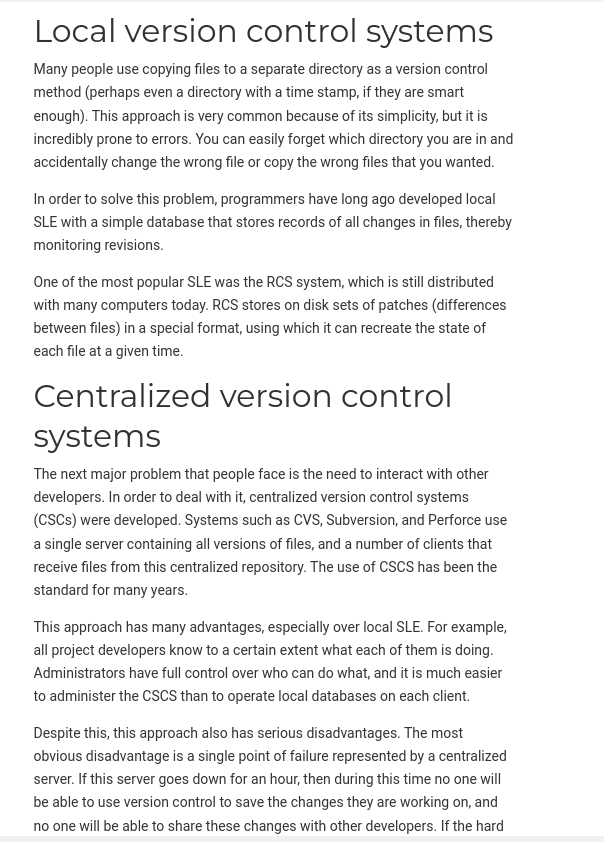 Local version control systems
Many people use copying files to a separate directory as a version control
method (perhaps even a directory with a time stamp, if they are smart
enough). This approach is very common because of its simplicity, but it is
incredibly prone to errors. You can easily forget which directory you are in and
accidentally change the wrong file or copy the wrong files that you wanted.
In order to solve this problem, programmers have long ago developed local
SLE with a simple database that stores records of all changes in files, thereby
monitoring revisions.
One of the most popular SLE was the RCS system, which is still distributed
with many computers today. RCS stores on disk sets of patches (differences
between files) in a special format, using which it can recreate the state of
each file at a given time.
Centralized version control
systems
The next major problem that people face is the need to interact with other
developers. In order to deal with it, centralized version control systems
(CSCs) were developed. Systems such as CVS, Subversion, and Perforce use
a single server containing all versions of files, and a number of clients that
receive files from this centralized repository. The use of CSCS has been the
standard for many years.
This approach has many advantages, especially over local SLE. For example,
all project developers know to a certain extent what each of them is doing.
Administrators have full control over who can do what, and it is much easier
to administer the CSCS than to operate local databases on each client.
Despite this, this approach also has serious disadvantages. The most
obvious disadvantage is a single point of failure represented by a centralized
server. If this server goes down for an hour, then during this time no one will
be able to use version control to save the changes they are working on, and
no one will be able to share these changes with other developers. If the hard